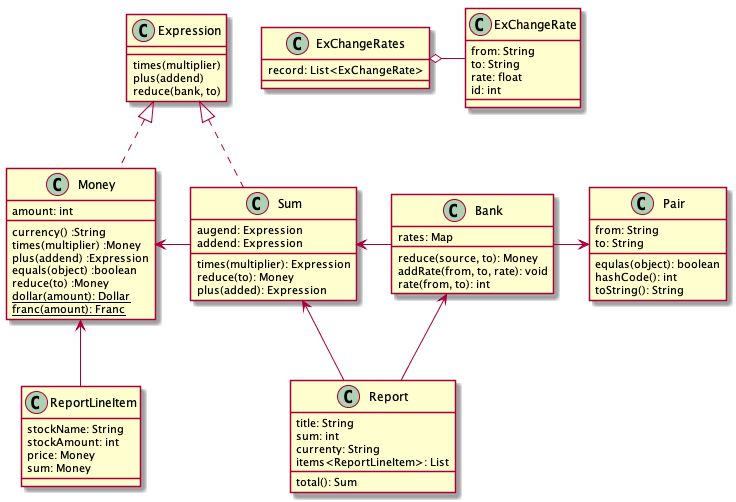 C Expression
times(multiplier)
plus(addend)
reduce(bank, to)
C ExChangeRates
record: List<ExChangeRate>
C ExChangeRate
from: String
to: String
rate: float
id: int
C Money
amount: int
currency() :String
times(multiplier) :Money
plus(addend) :Expression
equals(object) :boolean
reduce(to) :Money
dollar(amount): Dollar
franc(amount): Franc
C Sum
augend: Expression
addend: Expression
times(multiplier): Expression
reduce(to): Money
plus(added): Expression
C Bank
rates: Map
reduce(source, to): Money
addRate(from, to, rate): void
rate(from, to): int
C Pair
from: String
to: String
equlas(object): boolean
hashCode(): int
toString(): String
C ReportLineItem
stockName: String
stockAmount: int
price: Money
sum: Money
C Report
title: String
sum: int
currenty: String
items<ReportLineItem>: List
total(): Sum